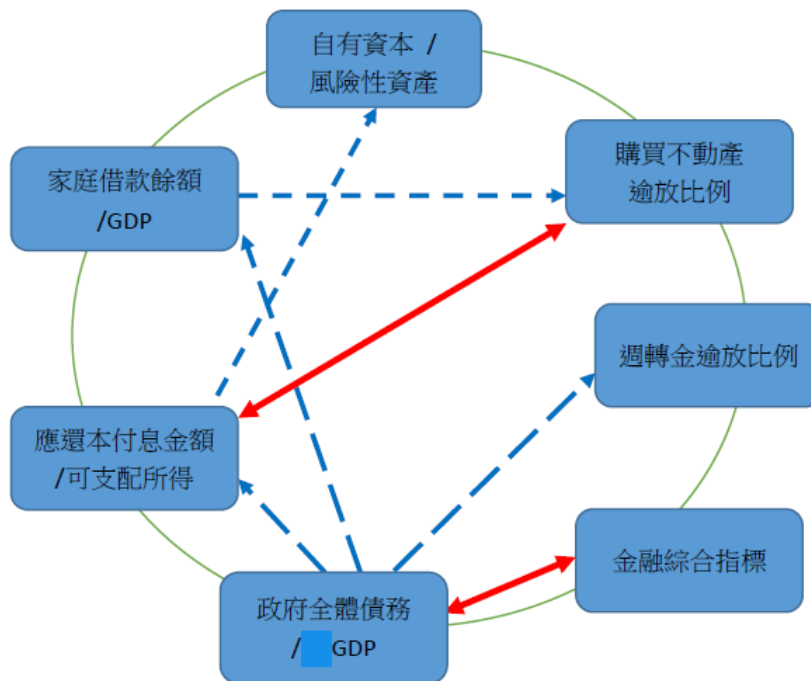 自有資本 /
風險性資產
購買不動產
逾放比例
家庭借款餘額
/GDP
週轉金逾放比例
應還本付息金額
/可支配所得
金融綜合指標
政府全體債務
/ GDP